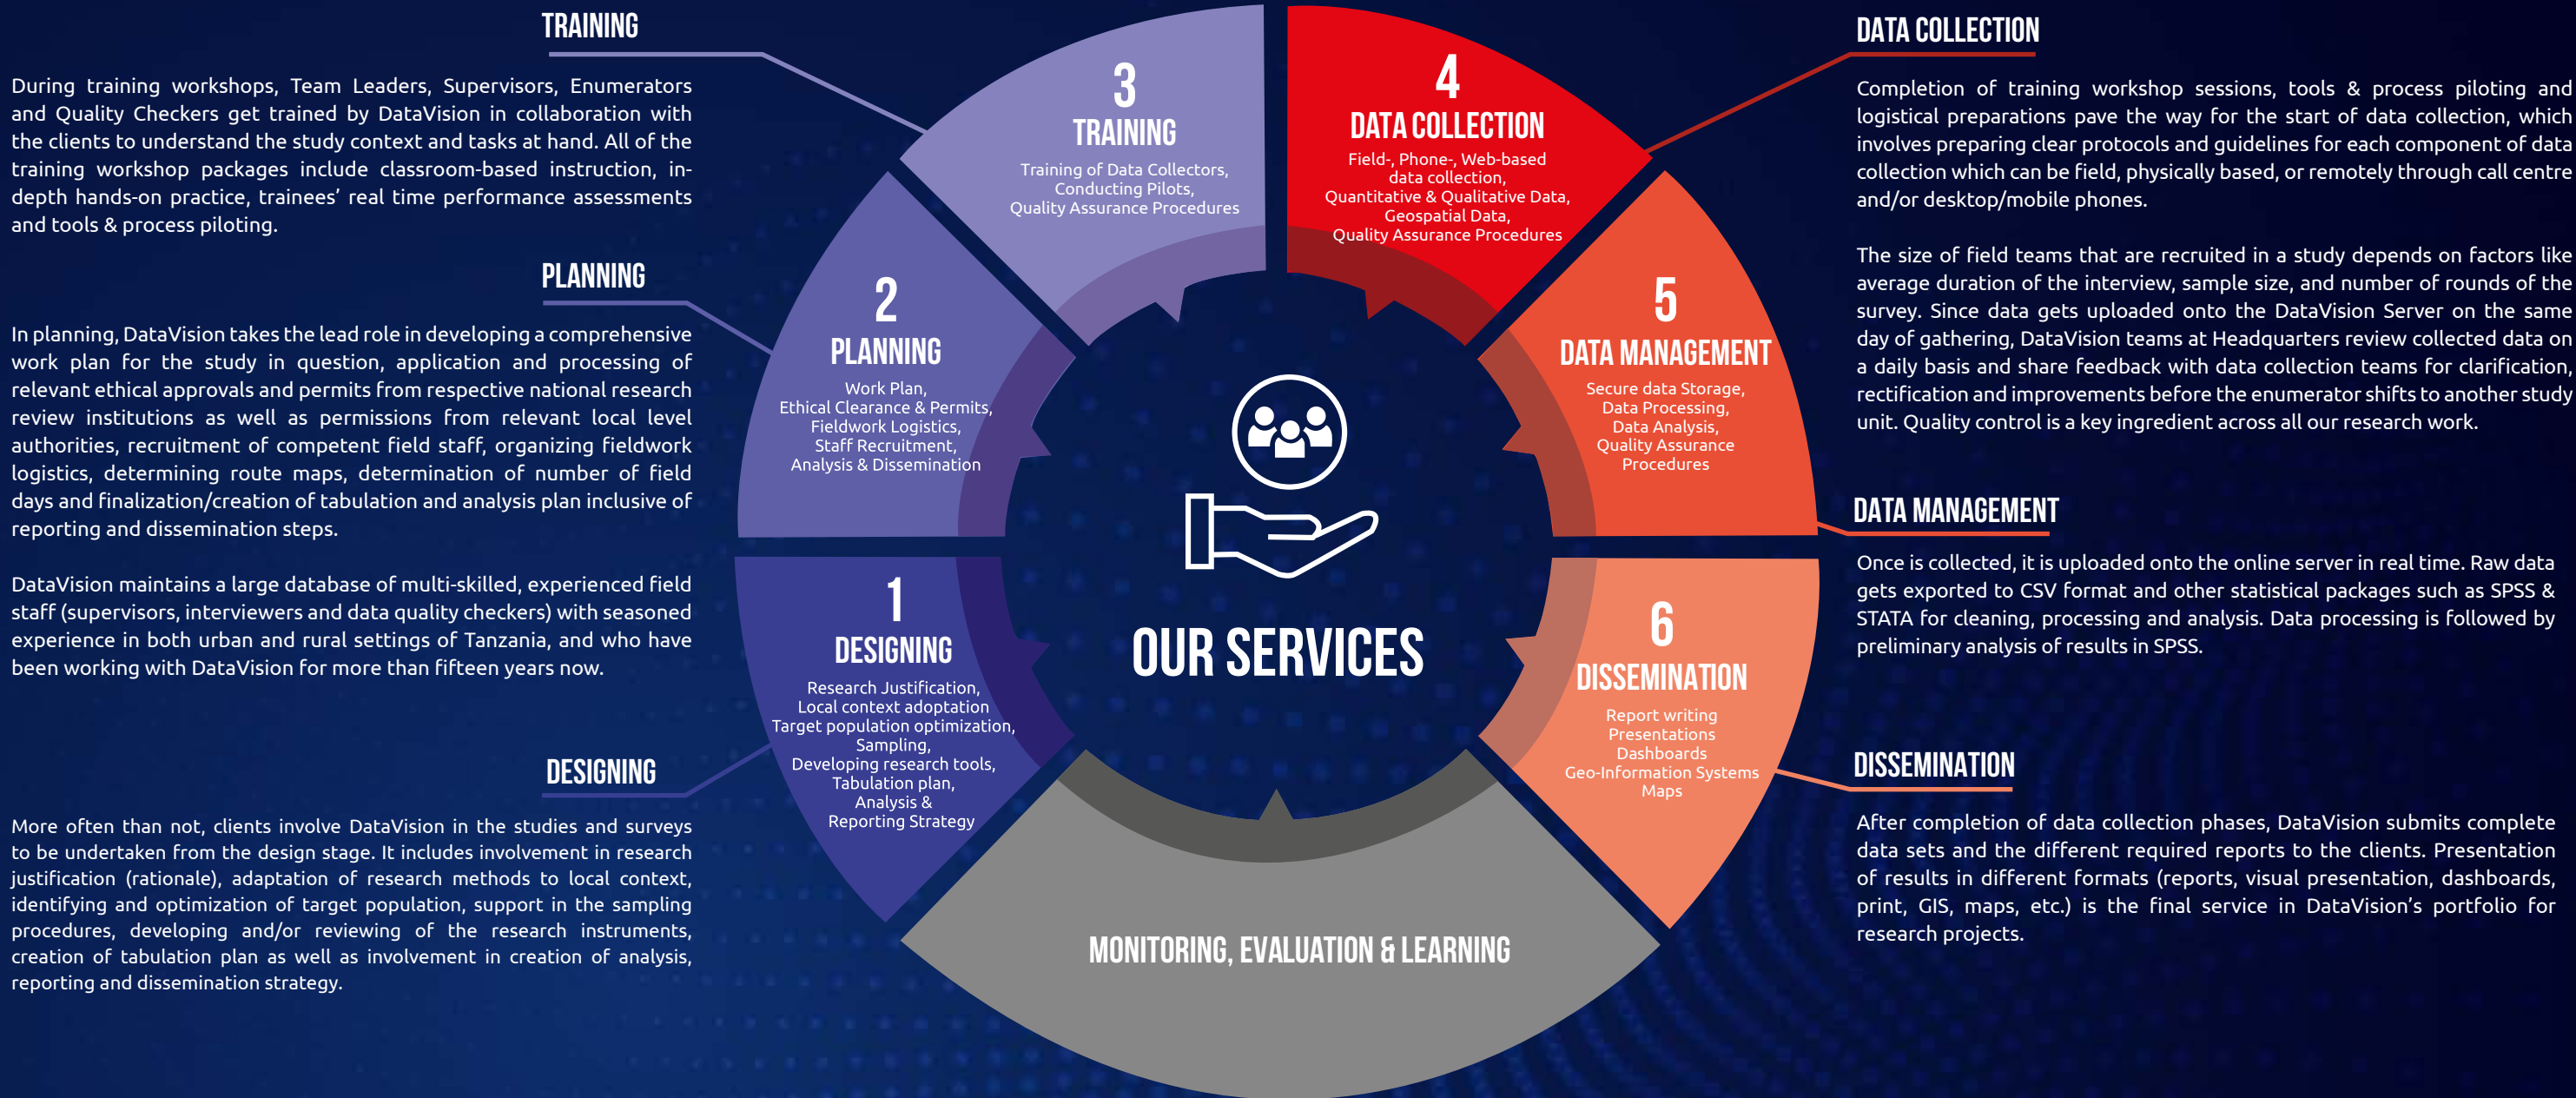 TRAINING
During training workshops, Team Leaders, Supervisors, Enumerators
and Quality Checkers get trained by DataVision in collaboration with
the clients to understand the study context and tasks at hand. All of the
training workshop packages include classroom-based instruction, in-
depth hands-on practice, trainees’ real time performance assessments
and tools & process piloting.
PLANNING
In planning, DataVision takes the lead role in developing a comprehensive
work plan for the study in question, application and processing of
relevant ethical approvals and permits from respective national research
review institutions as well as permissions from relevant local level
authorities, recruitment of competent field staff, organizing fieldwork
logistics, determining route maps, determination of number of field
days and finalization/creation of tabulation and analysis plan inclusive of
reporting and dissemination steps.
DataVision maintains a large database of multi-skilled, experienced field
staff (supervisors, interviewers and data quality checkers) with seasoned
experience in both urban and rural settings of Tanzania, and who have
been working with DataVision for more than fifteen years now.
DESIGNING
More often than not, clients involve DataVision in the studies and surveys
to be undertaken from the design stage. It includes involvement in research
justification (rationale), adaptation of research methods to local context,
identifying and optimization of target population, support in the sampling
procedures, developing and/or reviewing of the research instruments,
creation of tabulation plan as well as involvement in creation of analysis,
reporting and dissemination strategy.
1
DESIGNING
Research Justification,
Local context adoptation
Target population optimization,
Sampling,
Developing research tools,
Tabulation plan,
Analysis &
Reporting Strategy
2
PLANNING
Work Plan,
Ethical Clearance & Permits,
Fieldwork Logistics,
Staff Recruitment,
Analysis & Dissemination
3
TRAINING
Training of Data Collectors,
Conducting Pilots,
Quality Assurance Procedures
4
DATA COLLECTION
Field-, Phone-, Web-based
data collection,
Quantitative & Qualitative Data,
Geospatial Data,
Quality Assurance Procedures
5
DATA MANAGEMENT
Secure data Storage,
Data Processing,
Data Analysis,
Quality Assurance
Procedures
6
DISSEMINATION
Report writing
Presentations
Dashboards
Geo-Information Systems
Maps
OUR SERVICES
MONITORING, EVALUATION & LEARNING
DATA COLLECTION
Completion of training workshop sessions, tools & process piloting and
logistical preparations pave the way for the start of data collection, which
involves preparing clear protocols and guidelines for each component of data
collection which can be field, physically based, or remotely through call centre
and/or desktop/mobile phones.
The size of field teams that are recruited in a study depends on factors like
average duration of the interview, sample size, and number of rounds of the
survey. Since data gets uploaded onto the DataVision Server on the same
day of gathering, DataVision teams at Headquarters review collected data on
a daily basis and share feedback with data collection teams for clarification,
rectification and improvements before the enumerator shifts to another study
unit. Quality control is a key ingredient across all our research work.
DATA MANAGEMENT
Once is collected, it is uploaded onto the online server in real time. Raw data
gets exported to CSV format and other statistical packages such as SPSS &
STATA for cleaning, processing and analysis. Data processing is followed by
preliminary analysis of results in SPSS.
DISSEMINATION
After completion of data collection phases, DataVision submits complete
data sets and the different required reports to the clients. Presentation
of results in different formats (reports, visual presentation, dashboards,
print, GIS, maps, etc.) is the final service in DataVision’s portfolio for
research projects.